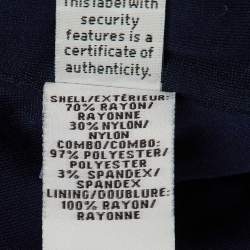 This label with
security
features is a
certificate of
authenticity.
SHELL/EXTÉRIEUR:
70% RAYON/
RAYONNE
30% NYLON/
NYLON
COMBO/COMBO:
97% POLYESTER/
POLYESTER
3% SPANDEX/
SPANDEX
LINING/DOUBLURE:
100% RAYON/
RAYONNE